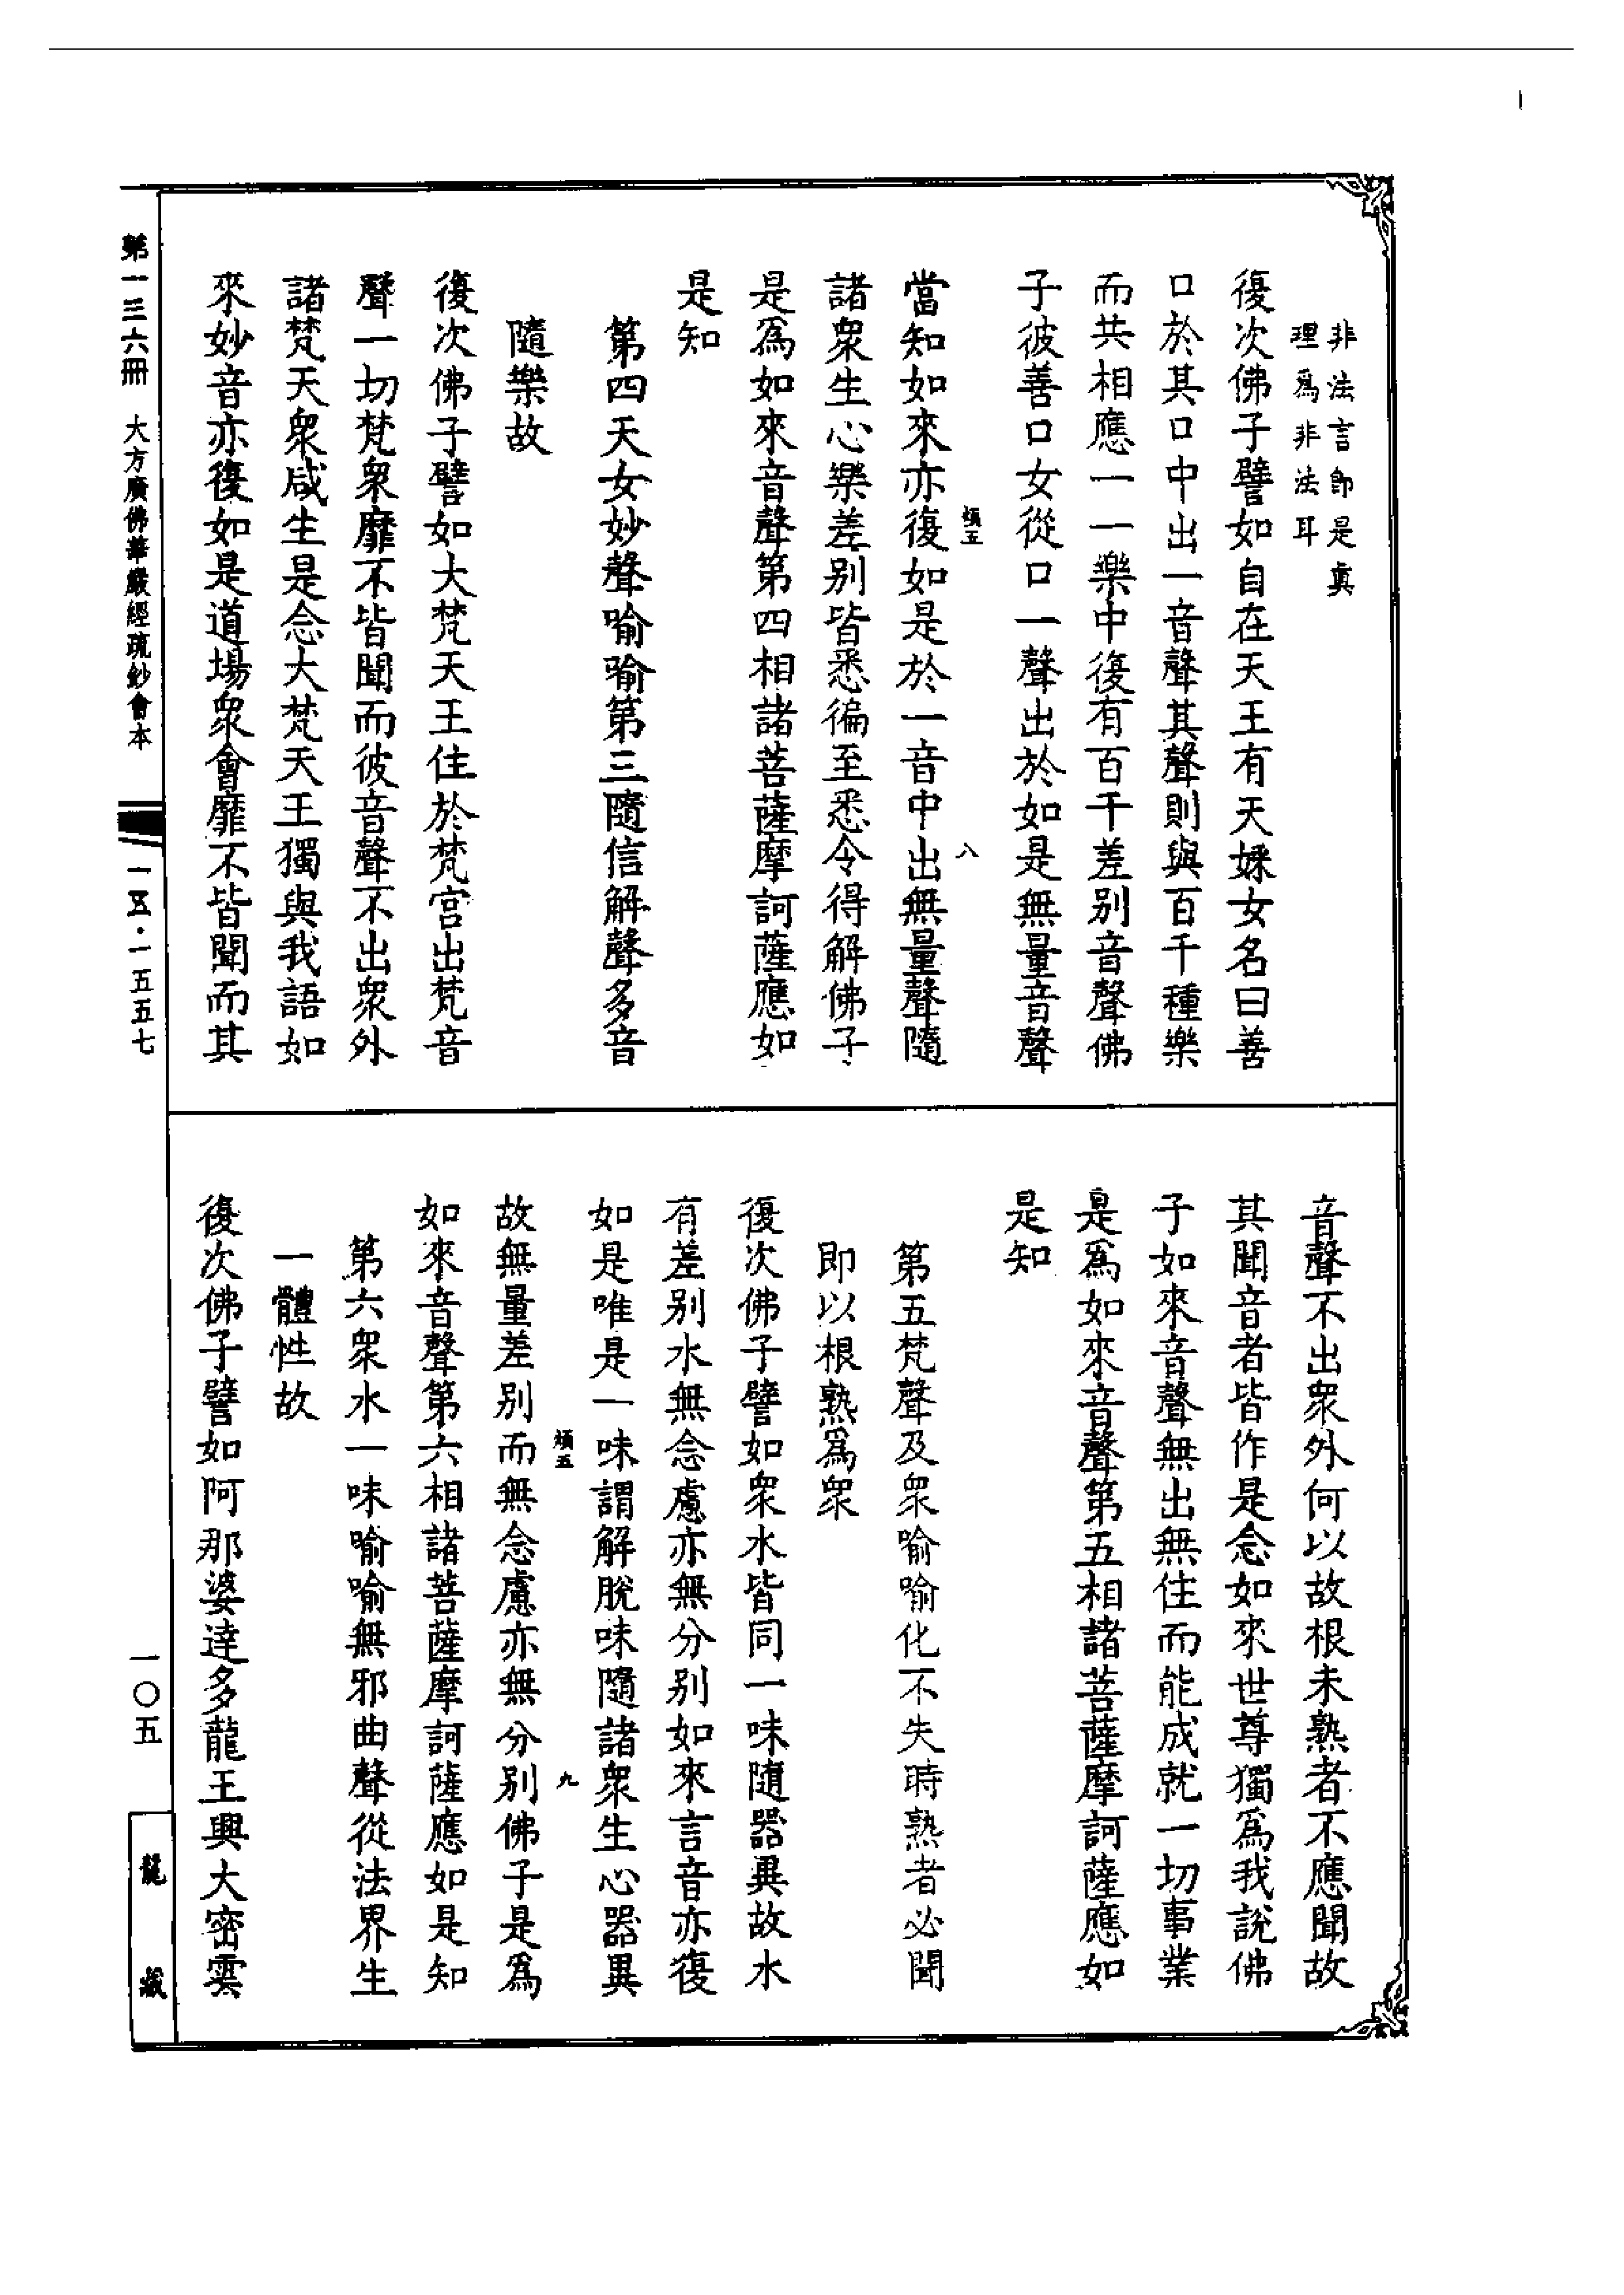 非法言卽是真
理爲非法耳
復次佛子譬如自在天王有天婇女名曰善
口於其口中出一音聲其聲則與百千種樂
而共相應一一樂中復有百千差别音聲佛
子彼善口女從口一聲出於如是無量音聲
當知如來亦復如是於一音中出無量聲隨
諸衆生心樂差别皆悉徧至悉令得解佛子
是爲如來音聲第四相諸菩薩摩訶薩應如
是知
第四天女妙聲喻喻第三隨信解聲多音
隨樂故
復次佛子譬如大梵天王住於梵宫出梵音
聲一切梵衆靡不皆聞而彼音聲不出衆外
諸梵天衆咸生是念大梵天王獨與我語如
來妙音亦復如是道場衆會靡不皆聞而其
煩五
八
音聲不出衆外何以故根未熟者不應聞故
其聞音者皆作是念如來世尊獨爲我說佛
子如來音聲無出無住而能成就一切事業
是爲如來音聲第五相諸菩薩摩訶薩應如
是知
第五梵聲及衆喻喻化不失時熟者必聞
即以根熟爲衆
復次佛子譬如衆水皆同一味隨器異故水
有差别水無念慮亦無分别如來言音亦復
如是唯是一味謂解脫味隨諸衆生心器異
故無量差别而無念慮亦無分别佛子是爲
如來音聲第六相諸菩薩摩訶薩應如是知
第六衆水一味喻喻無邪曲聲從法界生
一體性故
復次佛子譬如阿那婆達多龍王興大密雲
煩五
九
第一三六冊 大方廣佛華嚴經疏鈔會本
一五五·一五五七
一〇五
龍藏